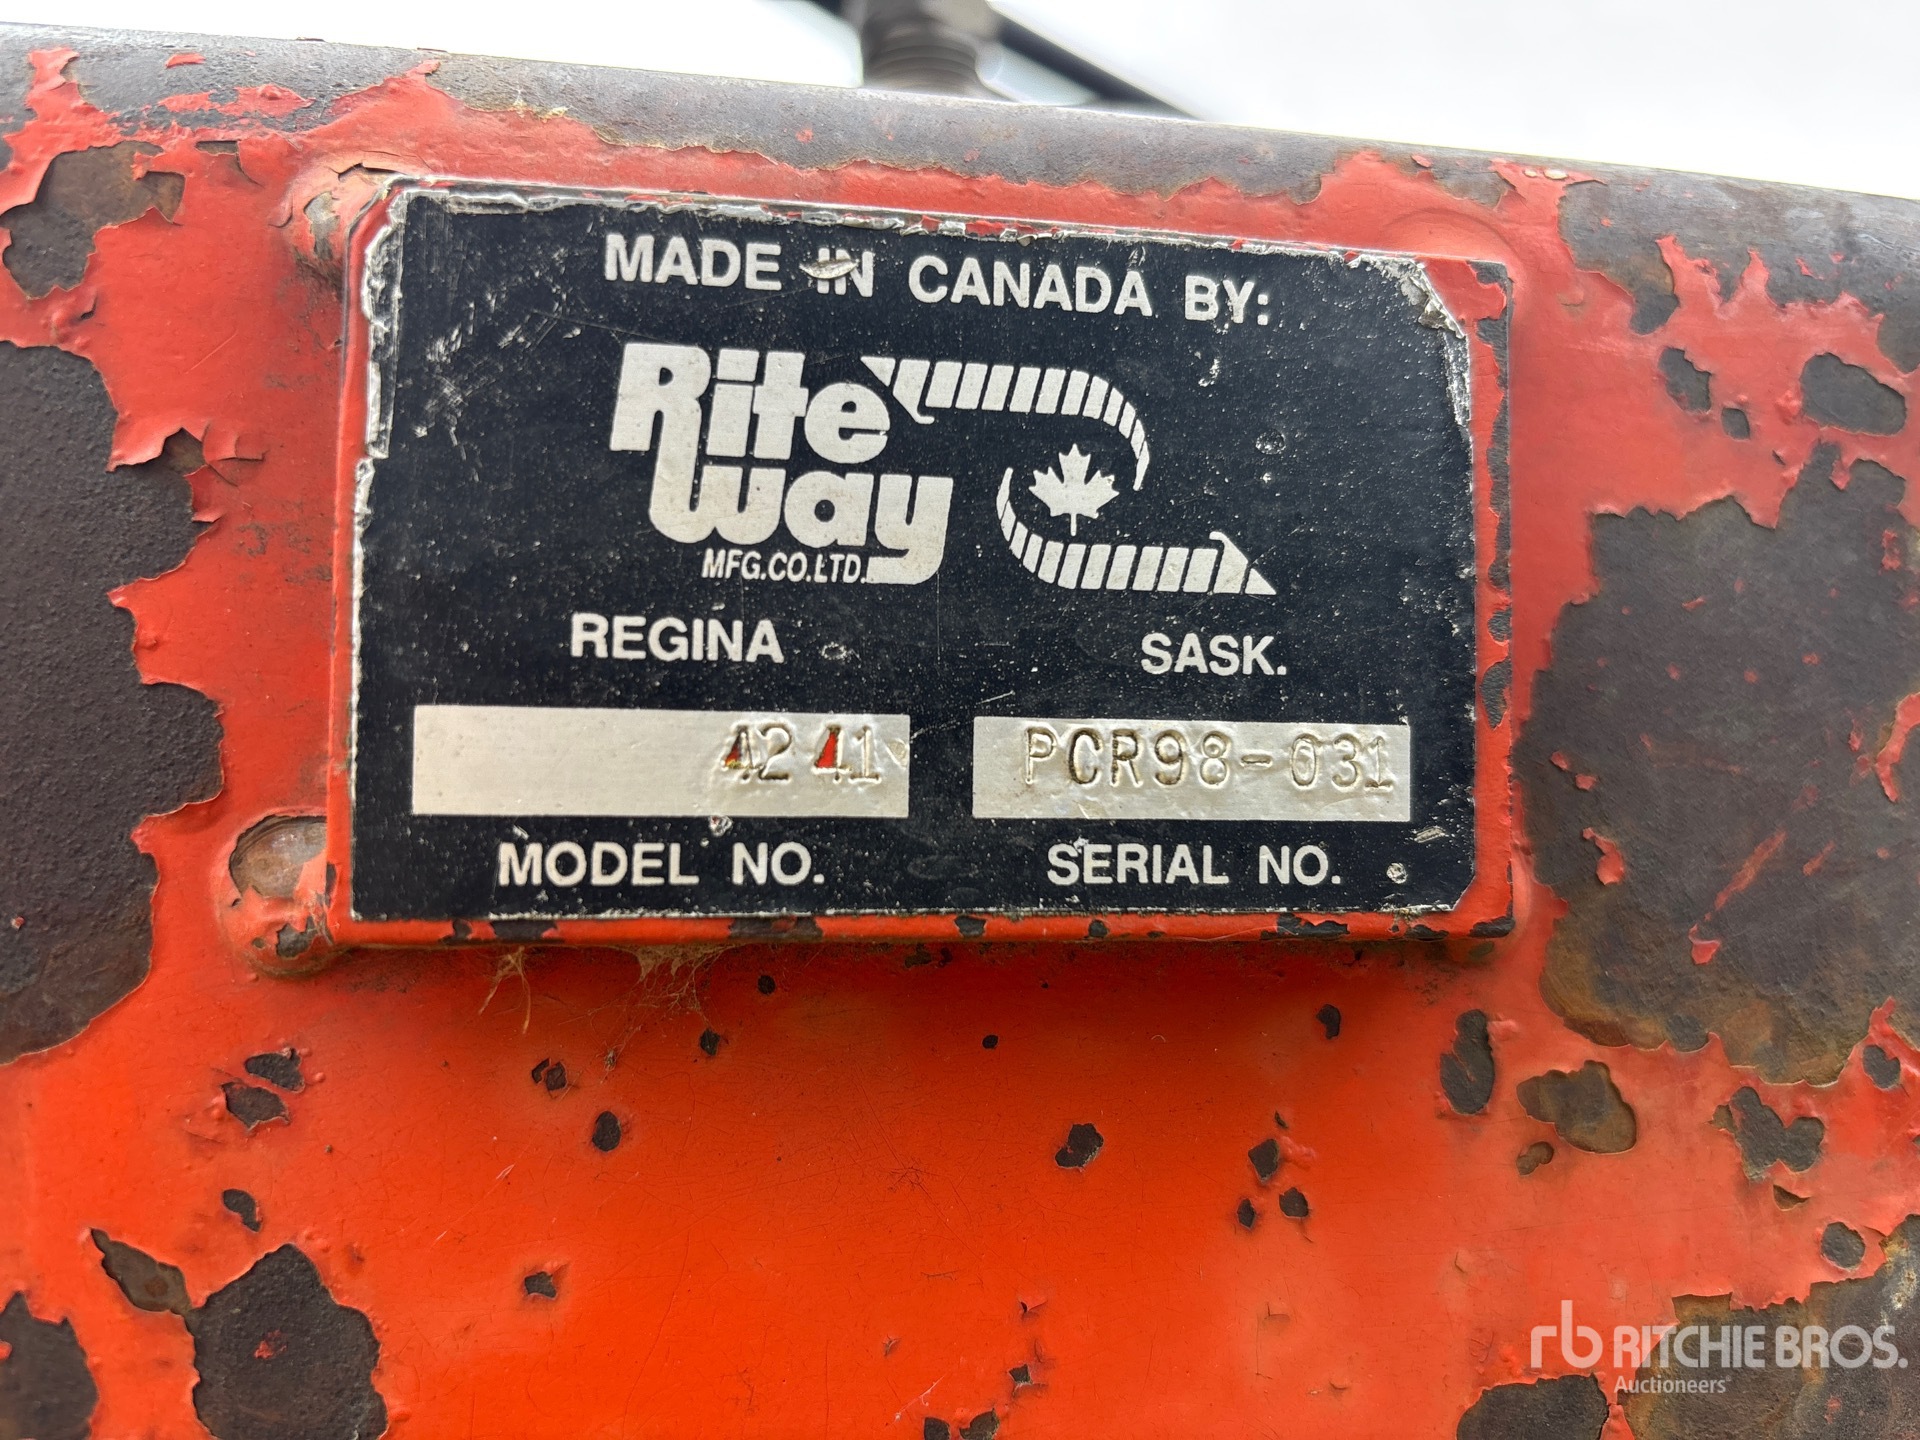 MADE IN CANADA BY:
Rite
Way
MFG.CO.LTD.
REGINA SASK.
4241 PCR98-031
MODEL NO. SERIAL NO.
rb RITCHIE BROS.
Auctioneers